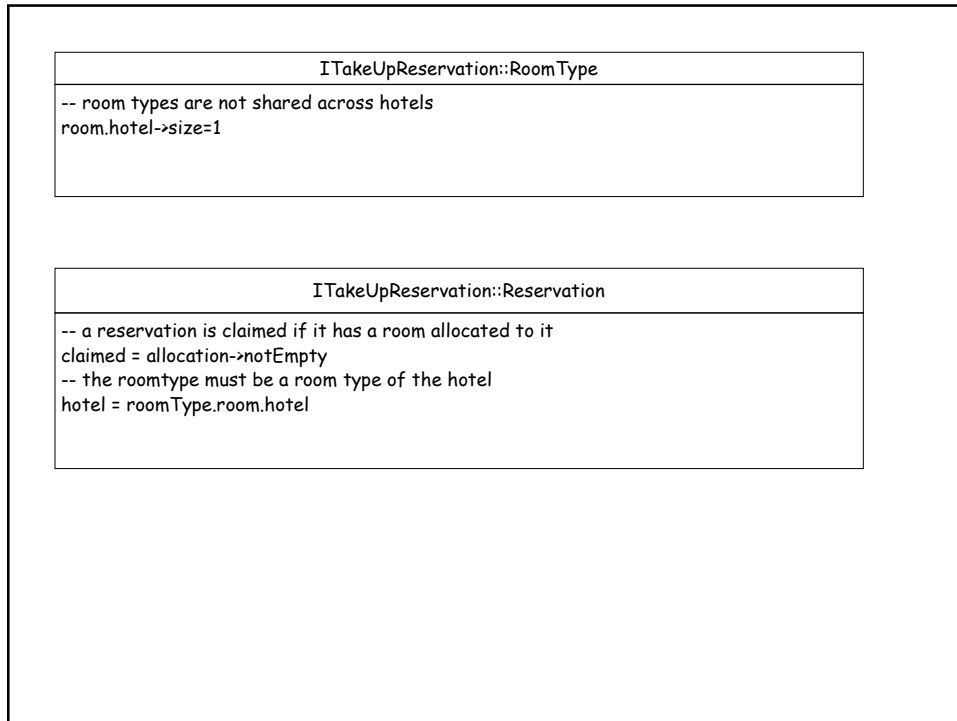 ITakeUpReservation::RoomType
-- room types are not shared across hotels
room.hotel->size=1
ITakeUpReservation::Reservation
-- a reservation is claimed if it has a room allocated to it
claimed = allocation->notEmpty
-- the roomtype must be a room type of the hotel
hotel = roomType.room.hotel